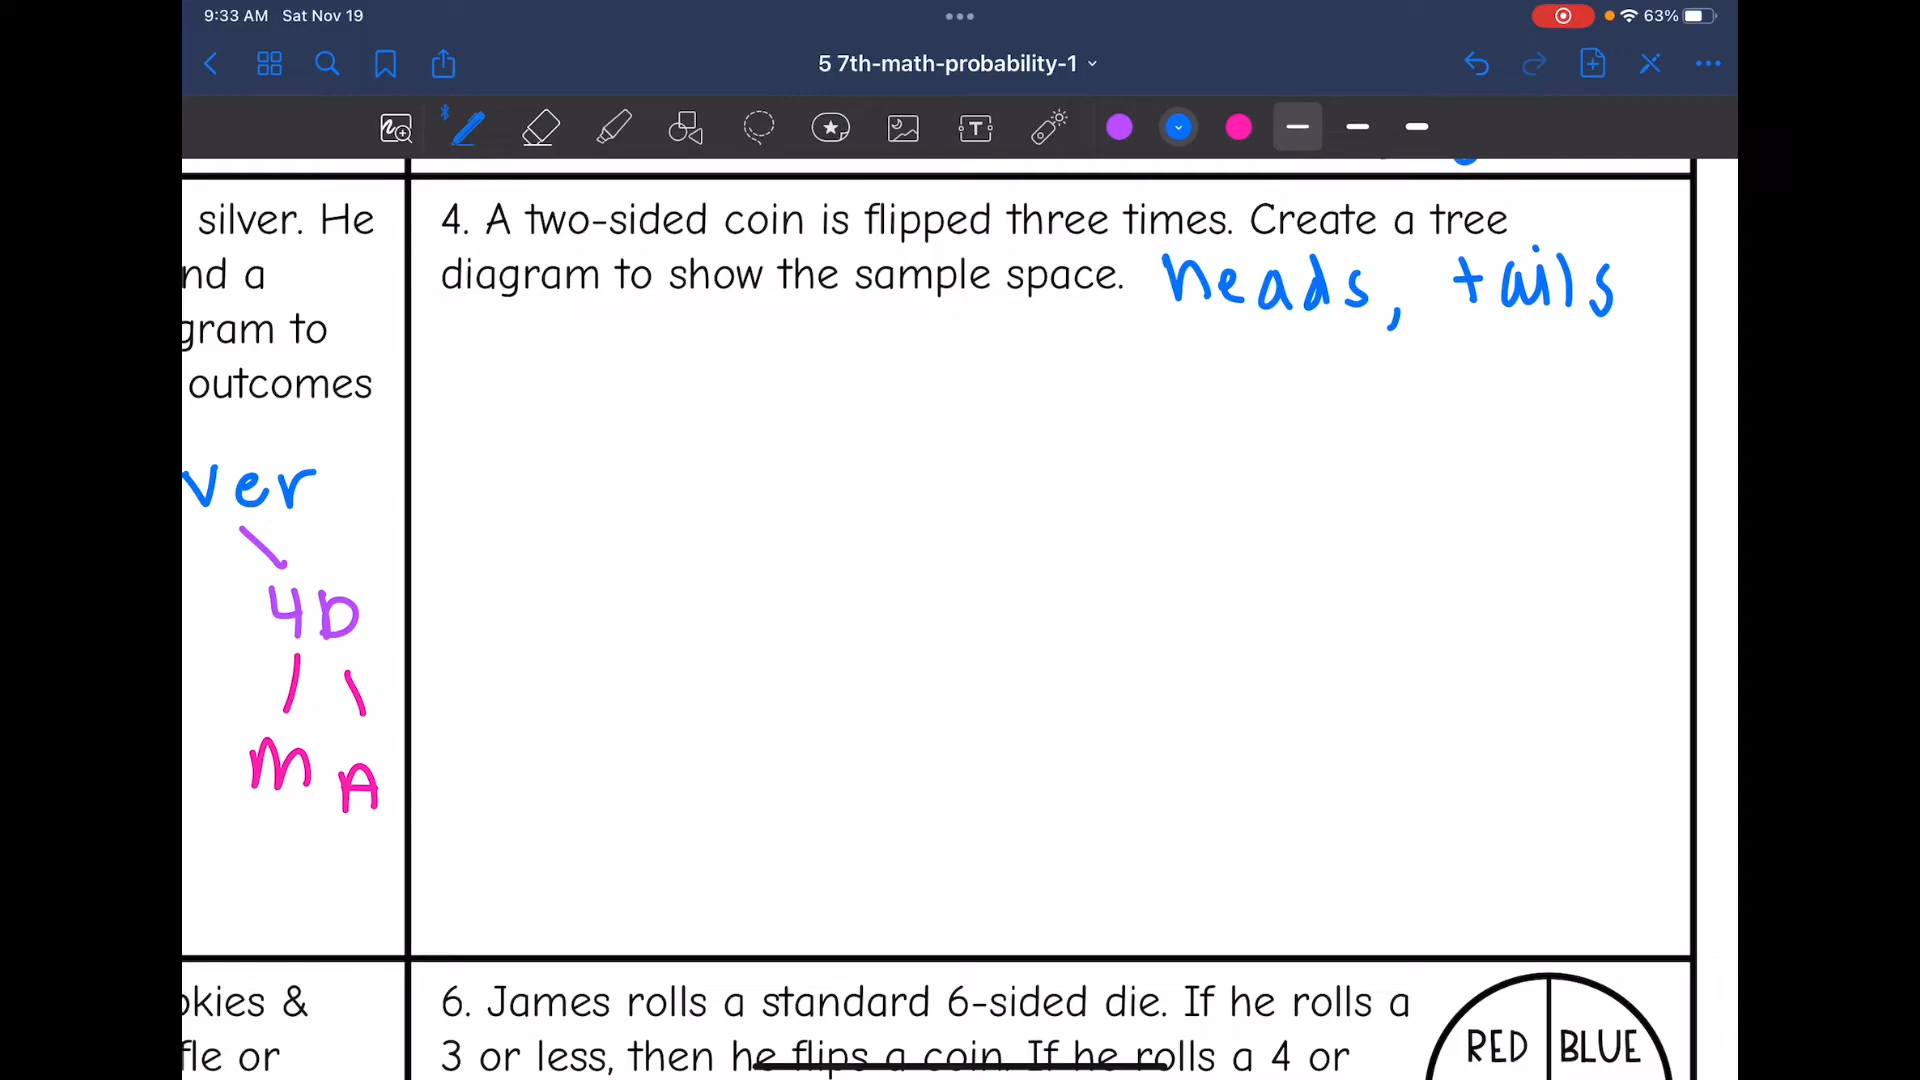 9:33 AM Sat Nov 19
63%
5 7th-math-probability-1
silver. He
nd a
gram to
outcomes
ver
4D
M A
4. A two-sided coin is flipped three times. Create a tree
diagram to show the sample space. heads, tails
okies &
fle or
6. James rolls a standard 6-sided die. If he rolls a
3 or less, then he flips a coin. If he rolls a 4 or
RED BLUE